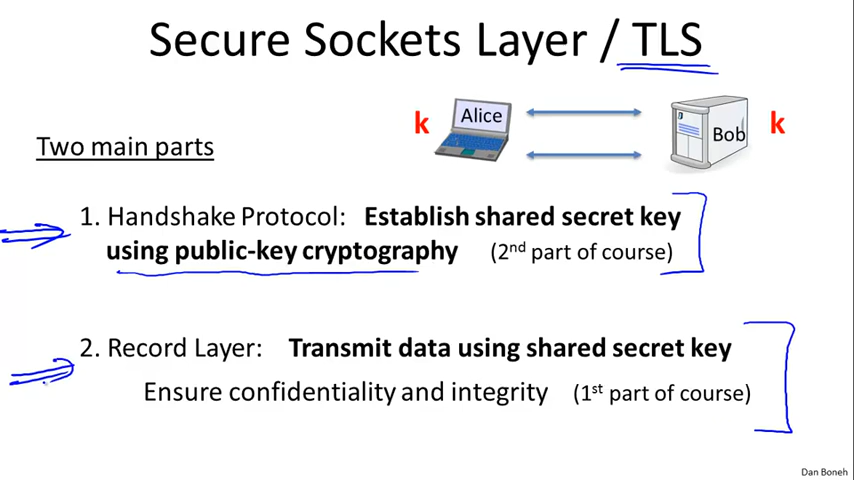 Secure Sockets Layer / TLS
k Alice Bob k
Two main parts
1. Handshake Protocol: Establish shared secret key
using public-key cryptography (2nd part of course)
2. Record Layer: Transmit data using shared secret key
Ensure confidentiality and integrity (1st part of course)
Dan Boneh